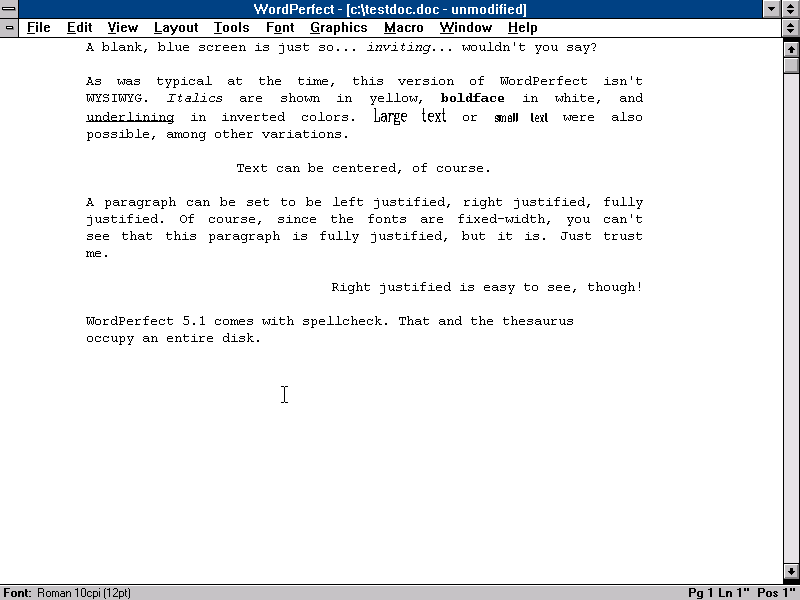 WordPerfect - [c:\testdoc.doc - unmodified]
File Edit View Layout Tools Font Graphics Macro Window Help
A blank, blue screen is just so... inviting... wouldn't you say?
As was typical at the time, this version of WordPerfect isn't
WYSIWYG. Italics are shown in yellow, boldface in white, and
underlining in inverted colors. Large text or small text were also
possible, among other variations.
Text can be centered, of course.
A paragraph can be set to be left justified, right justified, fully
justified. Of course, since the fonts are fixed-width, you can't
see that this paragraph is fully justified, but it is. Just trust
me.
Right justified is easy to see, though!
WordPerfect 5.1 comes with spellcheck. That and the thesaurus
occupy an entire disk.
Font: Roman 10cpi (12pt) Pg 1 Ln 1" Pos 1"